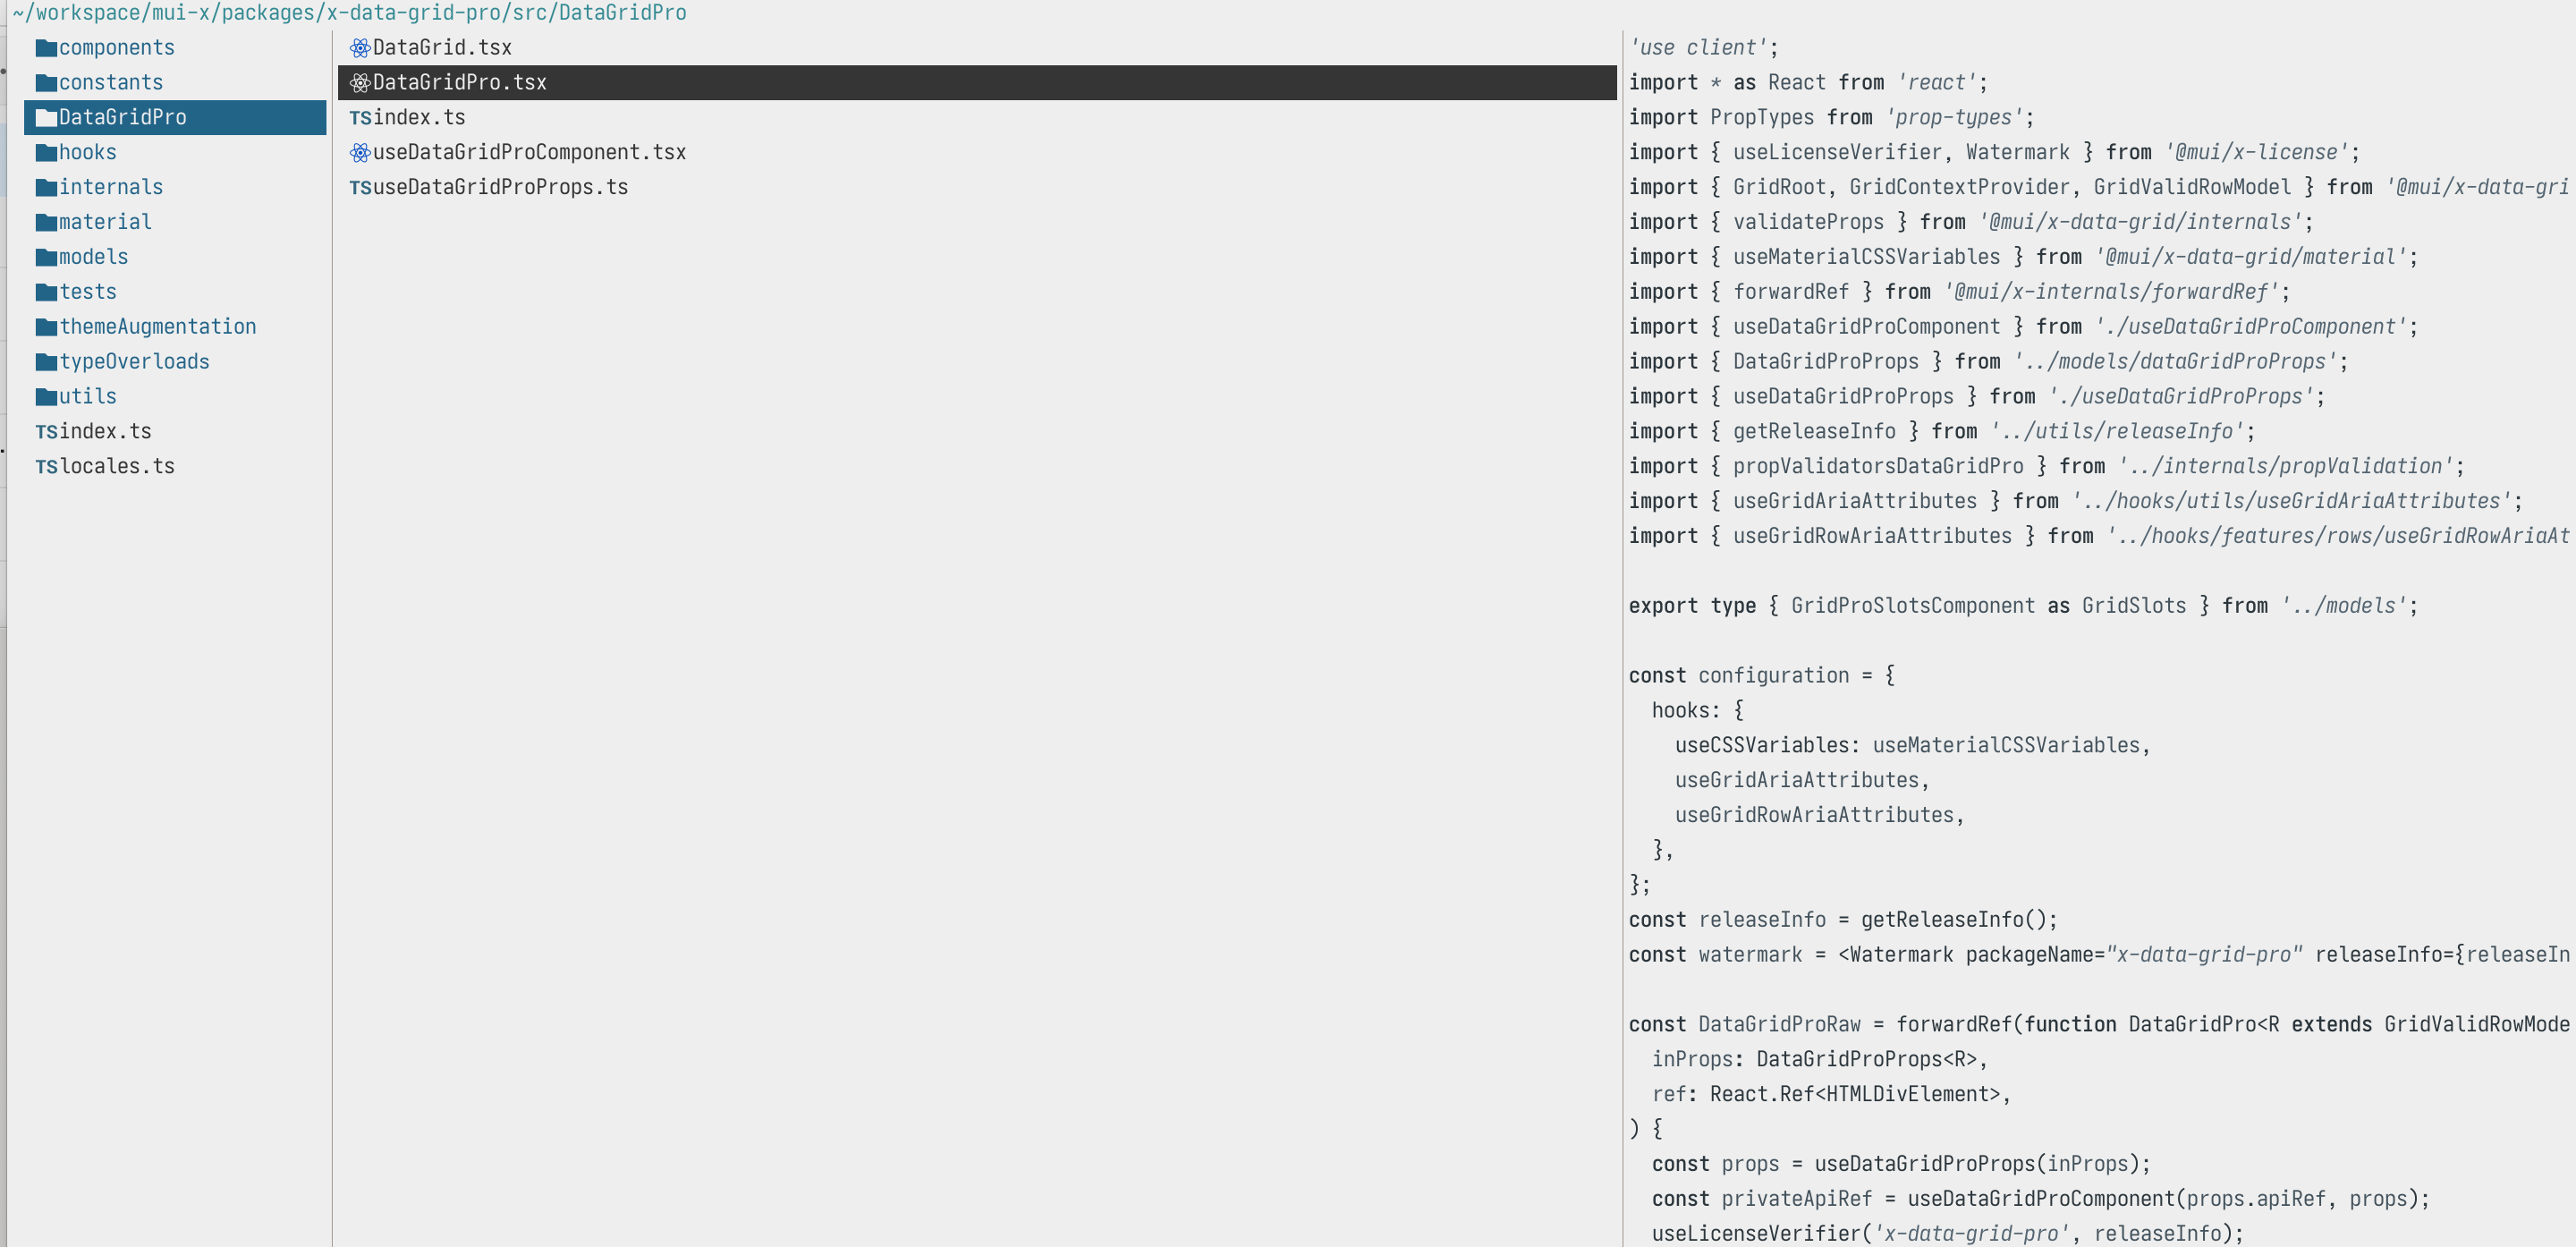 ~/workspace/mui-x/packages/x-data-grid-pro/src/DataGridPro
components
constants
DataGridPro
hooks
internals
material
models
tests
themeAugmentation
typeOverloads
utils
TS index.ts
TS locales.ts
DataGrid.tsx
DataGridPro.tsx
TS index.ts
useDataGridProComponent.tsx
TS useDataGridProProps.ts
'use client';
import * as React from 'react';
import PropTypes from 'prop-types';
import { useLicenseVerifier, Watermark } from '@mui/x-license';
import { GridRoot, GridContextProvider, GridValidRowModel } from '@mui/x-data-gri
import { validateProps } from '@mui/x-data-grid/internals';
import { useMaterialCSSVariables } from '@mui/x-data-grid/material';
import { forwardRef } from '@mui/x-internals/forwardRef';
import { useDataGridProComponent } from './useDataGridProComponent';
import { DataGridProProps } from '../models/dataGridProProps';
import { useDataGridProProps } from './useDataGridProProps';
import { getReleaseInfo } from '../utils/releaseInfo';
import { propValidatorsDataGridPro } from '../internals/propValidation';
import { useGridAriaAttributes } from '../hooks/utils/useGridAriaAttributes';
import { useGridRowAriaAttributes } from '../hooks/features/rows/useGridRowAriaAt
export type { GridProSlotsComponent as GridSlots } from '../models';
const configuration = {
  hooks: {
    useCSSVariables: useMaterialCSSVariables,
    useGridAriaAttributes,
    useGridRowAriaAttributes,
  },
};
const releaseInfo = getReleaseInfo();
const watermark = <Watermark packageName="x-data-grid-pro" releaseInfo={releaseIn
const DataGridProRaw = forwardRef(function DataGridPro<R extends GridValidRowMode
  inProps: DataGridProProps<R>,
  ref: React.Ref<HTMLDivElement>,
) {
  const props = useDataGridProProps(inProps);
  const privateApiRef = useDataGridProComponent(props.apiRef, props);
  useLicenseVerifier('x-data-grid-pro', releaseInfo);